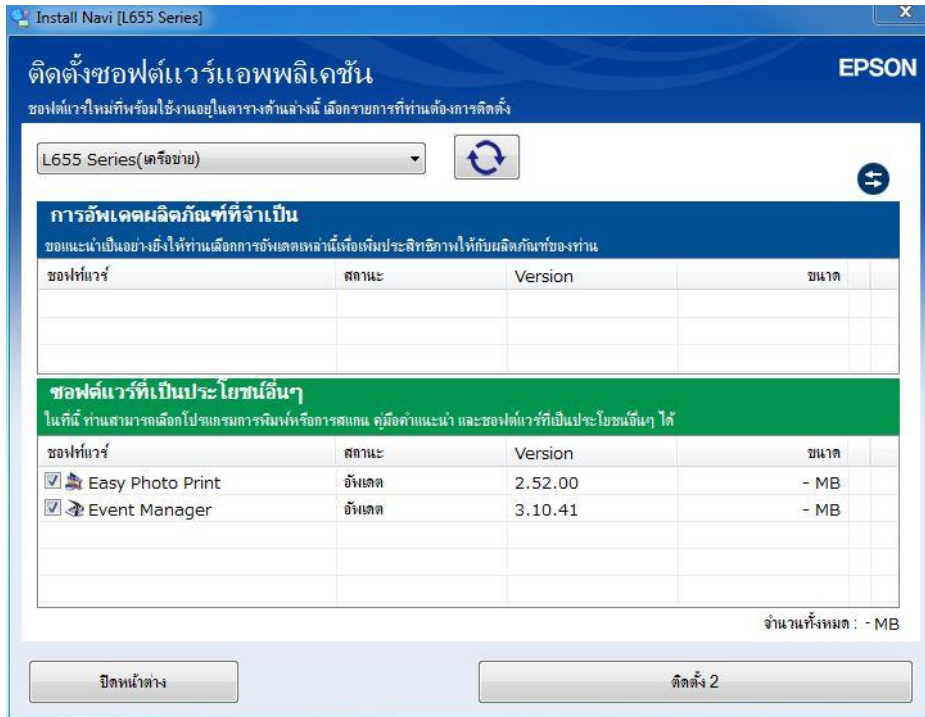 Install Navi [L655 Series]
ติดตั้งซอฟต์แวร์แอพพลิเคชัน
EPSON
ซอฟต์แวร์ใหม่ที่พร้อมใช้งานอยู่ในตารางด้านล่างนี้ เลือกรายการที่ท่านต้องการติดตั้ง
L655 Series(เครือข่าย)
การอัพเดตผลิตภัณฑ์ที่จำเป็น
ขอแนะนำเป็นอย่างยิ่งให้ท่านเลือกการอัพเดตเหล่านี้เพื่อเพิ่มประสิทธิภาพให้กับผลิตภัณฑ์ของท่าน
ซอฟท์แวร์ สถานะ Version ขนาด
ซอฟต์แวร์ที่เป็นประโยชน์อื่นๆ
ในที่นี้ ท่านสามารถเลือกโปรแกรมการพิมพ์หรือการสแกน คู่มือคำแนะนำ และซอฟต์แวร์ที่เป็นประโยชน์อื่นๆ ได้
ซอฟท์แวร์ สถานะ Version ขนาด
Easy Photo Print อัพเดต 2.52.00 - MB
Event Manager อัพเดต 3.10.41 - MB
จำนวนทั้งหมด : - MB
ปิดหน้าต่าง ติดตั้ง 2